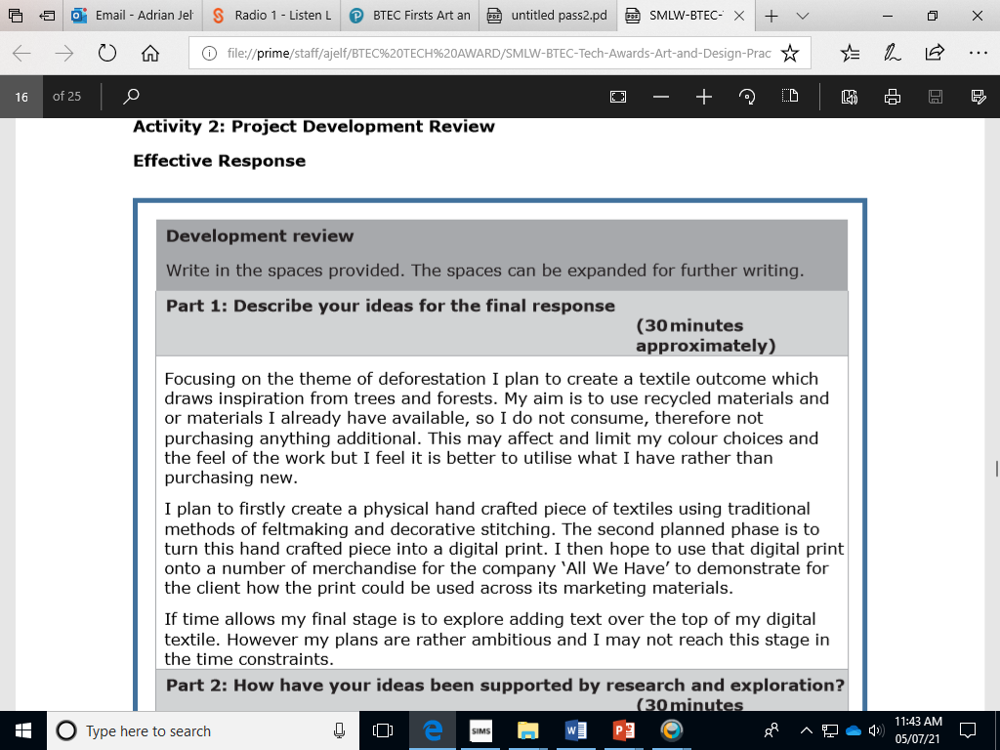 Email - Adrian Jel
Radio 1 - Listen L
BTEC Firsts Art an
untitled pass2.pd
SMLW-BTEC-
file://prime/staff/ajelf/BTEC%20TECH%20AWARD/SMLW-BTEC-Tech-Awards-Art-and-Design-Prac
16 of 25
Activity 2: Project Development Review
Effective Response
Development review
Write in the spaces provided. The spaces can be expanded for further writing.
Part 1: Describe your ideas for the final response
(30 minutes
approximately)
Focusing on the theme of deforestation I plan to create a textile outcome which
draws inspiration from trees and forests. My aim is to use recycled materials and
or materials I already have available, so I do not consume, therefore not
purchasing anything additional. This may affect and limit my colour choices and
the feel of the work but I feel it is better to utilise what I have rather than
purchasing new.
I plan to firstly create a physical hand crafted piece of textiles using traditional
methods of feltmaking and decorative stitching. The second planned phase is to
turn this hand crafted piece into a digital print. I then hope to use that digital print
onto a number of merchandise for the company ‘All We Have’ to demonstrate for
the client how the print could be used across its marketing materials.
If time allows my final stage is to explore adding text over the top of my digital
textile. However my plans are rather ambitious and I may not reach this stage in
the time constraints.
Part 2: How have your ideas been supported by research and exploration?
(30 minutes
Type here to search
SIMS
11:43 AM
05/07/21